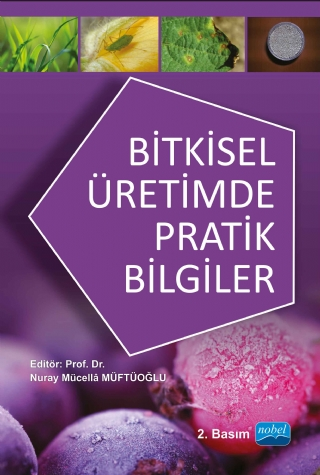 BİTKİSEL
ÜRETİMDE
PRATİK
BİLGİLER
Editör: Prof. Dr.
Nuray Mücellâ MÜFTÜOĞLU
2. Basım
nobel